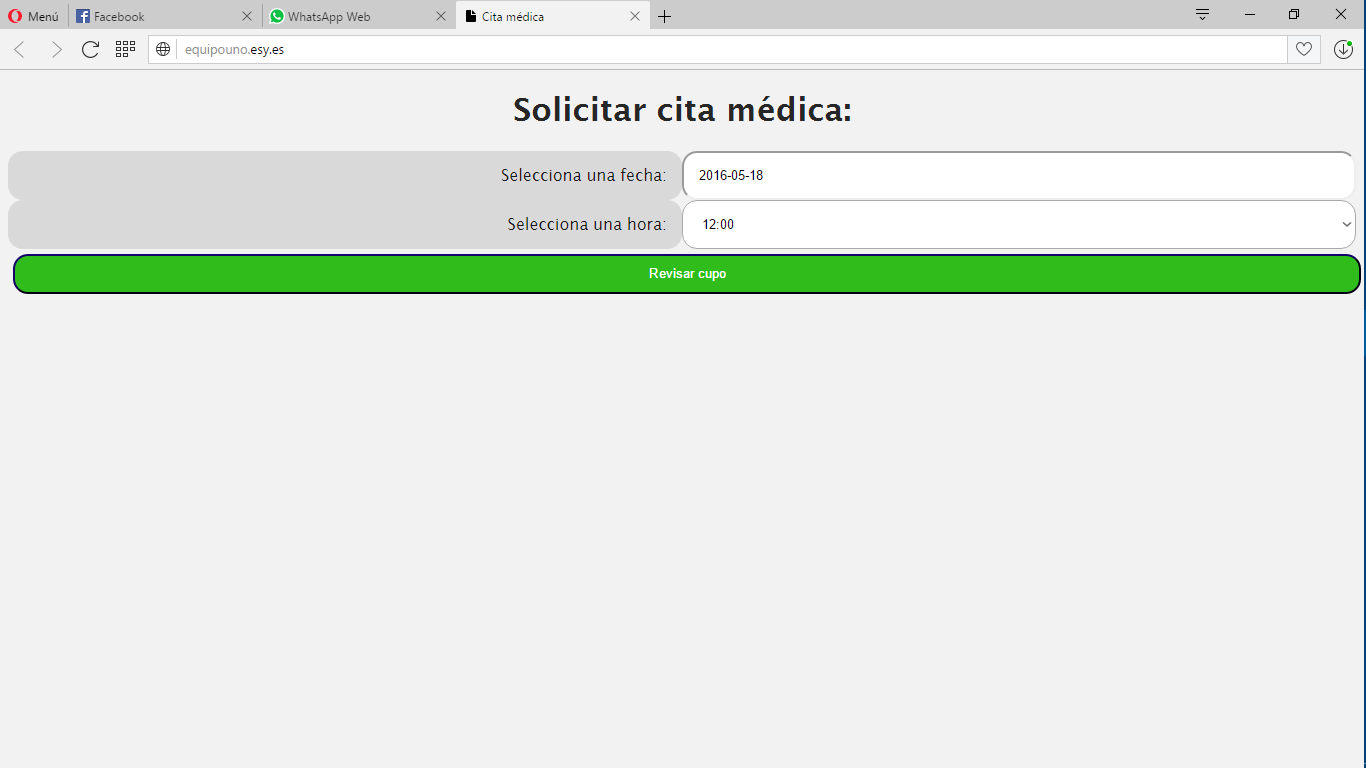 Menú Facebook WhatsApp Web Cita médica
equipouno.esy.es
Solicitar cita médica:
Selecciona una fecha: 2016-05-18
Selecciona una hora: 12:00
Revisar cupo